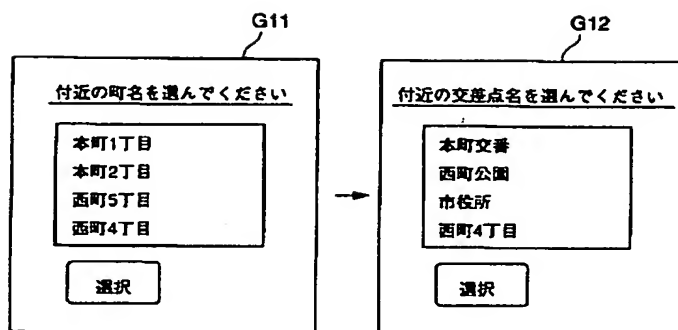 G11
付近の町名を選んでください
本町1丁目
本町2丁目
西町5丁目
西町4丁目
選択
G12
付近の交差点名を選んでください
本町交番
西町公園
市役所
西町4丁目
選択